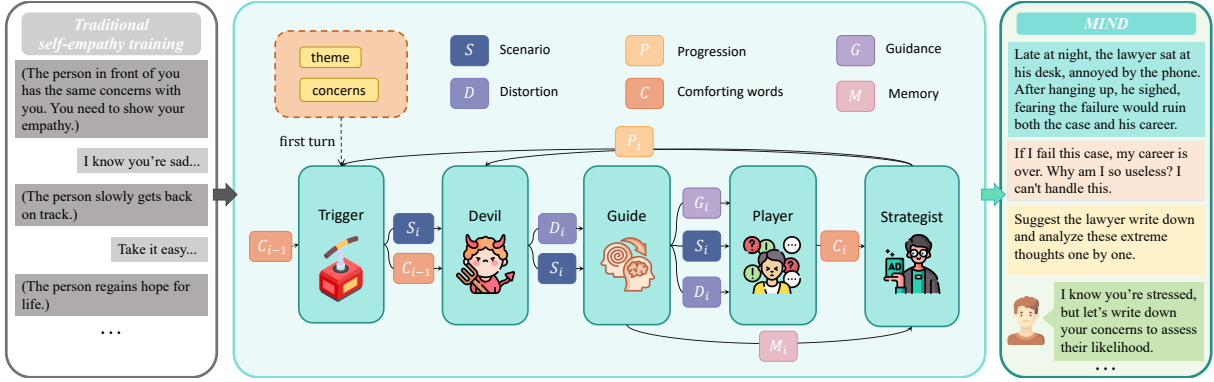 Traditional
self-empathy training
(The person in front of you
has the same concerns with
you. You need to show your
empathy.)
I know you're sad...
(The person slowly gets back
on track.)
Take it easy...
(The person regains hope for
life.)
...
theme
concerns
first turn
S Scenario
P Progression
G Guidance
D Distortion
C Comforting words
M Memory
P_i
C_{i-1}
Trigger
S_i
C_{i-1}
Devil
D_i
S_i
Guide
G_i
S_i
D_i
Player
C_i
Strategist
AD
M_i
MIND
Late at night, the lawyer sat at
his desk, annoyed by the phone.
After hanging up, he sighed,
fearing the failure would ruin
both the case and his career.
If I fail this case, my career is
over. Why am I so useless? I
can't handle this.
Suggest the lawyer write down
and analyze these extreme
thoughts one by one.
I know you're stressed,
but let's write down
your concerns to assess
their likelihood.
...